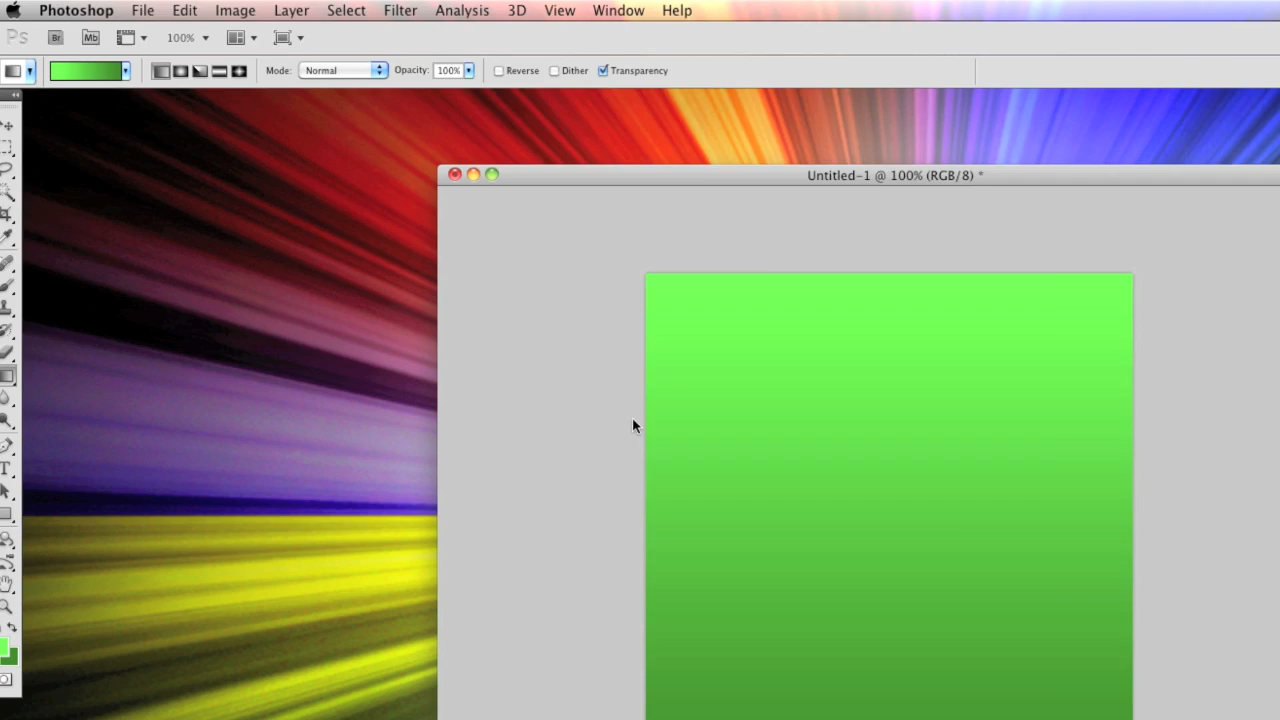 Photoshop File Edit Image Layer Select Filter Analysis 3D View Window Help
Ps Br Mb 100%
Mode: Normal Opacity: 100% Reverse Dither Transparency
Untitled-1 @ 100% (RGB/8) *
T